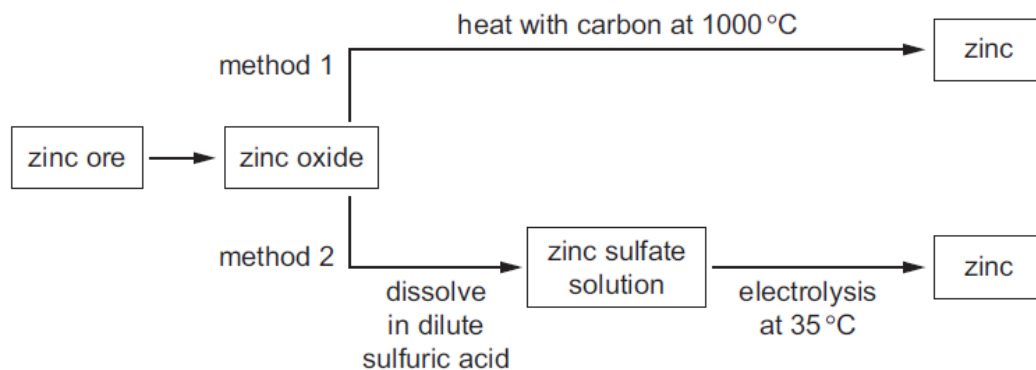 heat with carbon at 1000 °C
zinc
method 1
zinc ore
zinc oxide
method 2
zinc sulfate
solution
zinc
dissolve
in dilute
sulfuric acid
electrolysis
at 35 °C